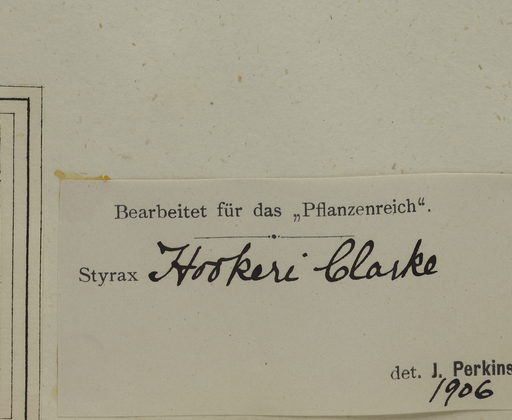 Bearbeitet für das „Pflanzenreich“.
Styrax Hookeri Clarke
det. J. Perkins
1906